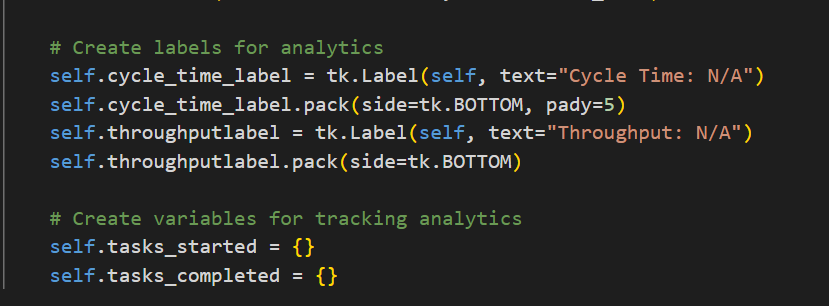 # Create labels for analytics
self.cycle_time_label = tk.Label(self, text="Cycle Time: N/A")
self.cycle_time_label.pack(side=tk.BOTTOM, pady=5)
self.throughputlabel = tk.Label(self, text="Throughput: N/A")
self.throughputlabel.pack(side=tk.BOTTOM)
# Create variables for tracking analytics
self.tasks_started = {}
self.tasks_completed = {}